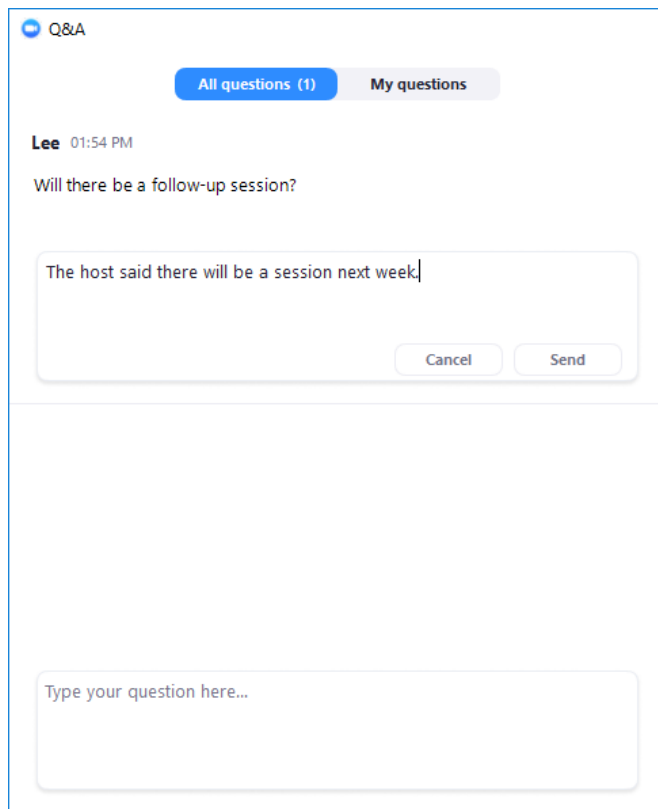 Q&A
All questions (1)
My questions
Lee 01:54 PM
Will there be a follow-up session?
The host said there will be a session next week.
Cancel
Send
Type your question here...